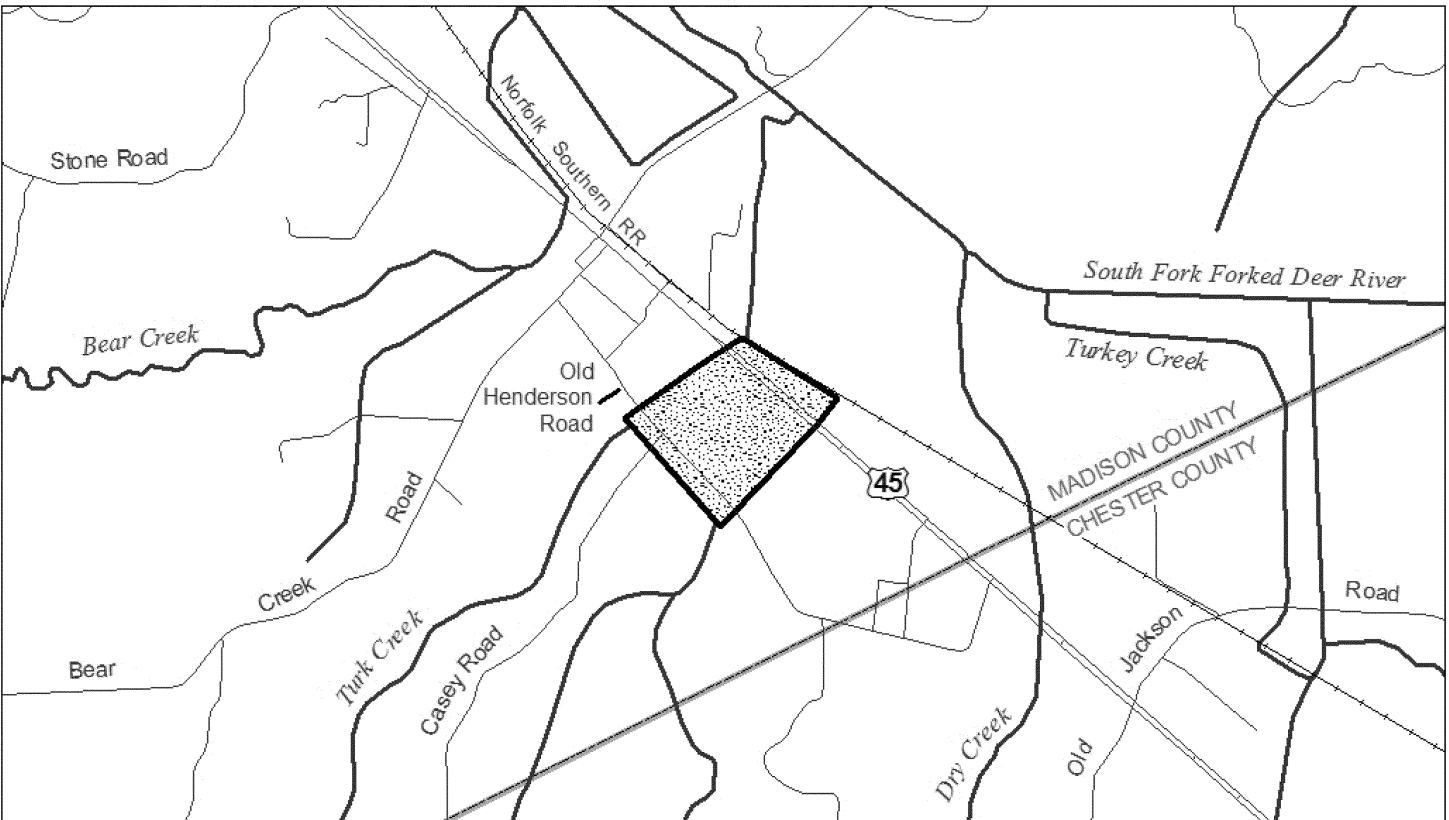 Norfolk Southern RR
Stone Road
South Fork Forked Deer River
Bear Creek
Turkey Creek
Old
Henderson
Road
MADISON COUNTY
CHESTER COUNTY
45
Road
Creek
Bear
Turk Creek
Casey Road
Dry Creek
Old
Jackson
Road